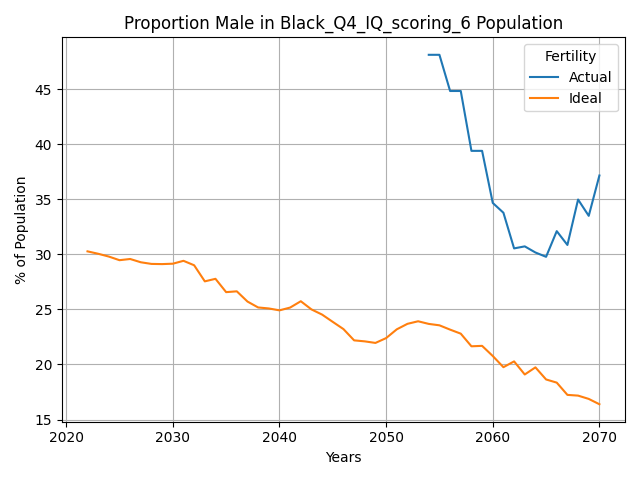 Proportion Male in Black_Q4_IQ_scoring_6 Population
Fertility
Actual
Ideal
% of Population
45
40
35
30
25
20
15
2020
2030
2040
2050
2060
2070
Years